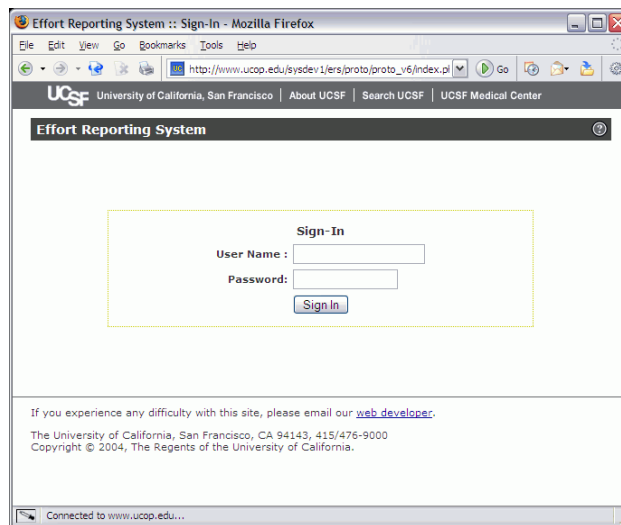 Effort Reporting System :: Sign-In - Mozilla Firefox
File Edit View Go Bookmarks Tools Help
UC http://www.ucop.edu/sysdev1/ers/proto/proto_v6/index.pl Go
UCSF University of California, San Francisco | About UCSF | Search UCSF | UCSF Medical Center
Effort Reporting System ?
Sign-In
User Name :
Password:
Sign In
If you experience any difficulty with this site, please email our web developer.
The University of California, San Francisco, CA 94143, 415/476-9000
Copyright © 2004, The Regents of the University of California.
Connected to www.ucop.edu...